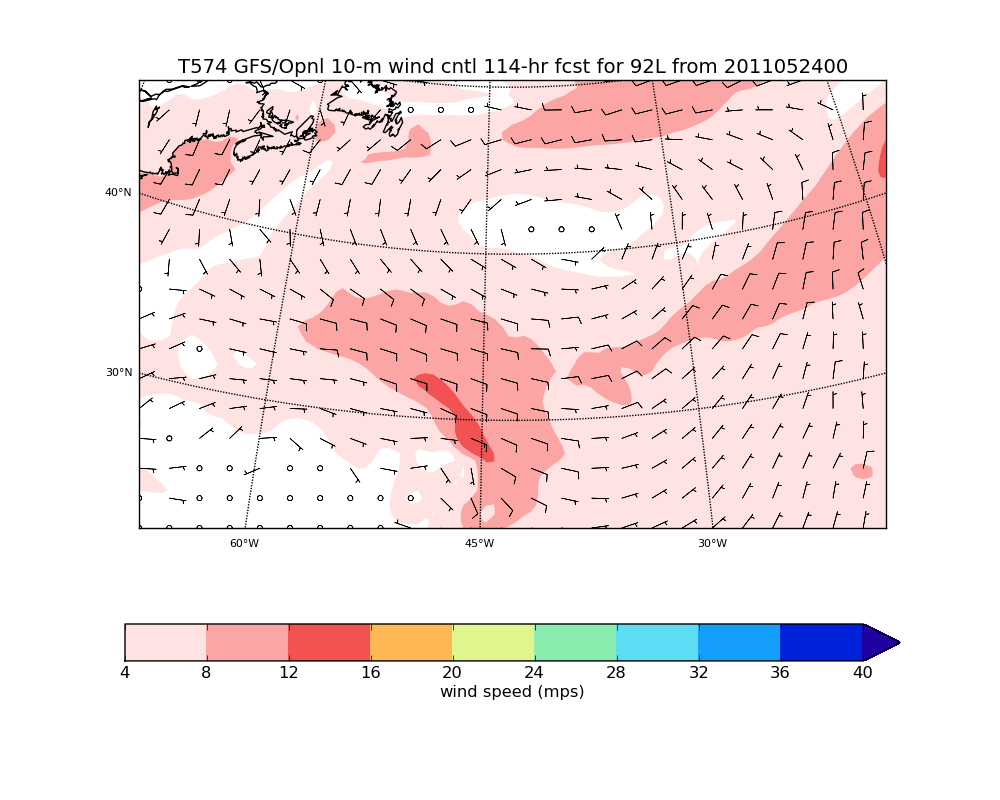 T574 GFS/Opnl 10-m wind cntl 114-hr fcst for 92L from 2011052400
40°N
30°N
60°W 45°W 30°W
4 8 12 16 20 24 28 32 36 40
wind speed (mps)